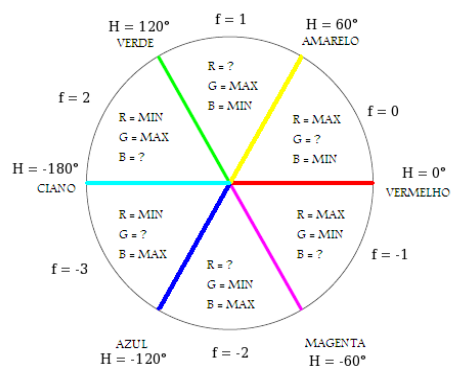 f = 1
H = 120°
VERDE
H = 60°
AMARELO
R = ?
G = MAX
B = MIN
f = 2
f = 0
R = MIN
G = MAX
B = ?
R = MAX
G = ?
B = MIN
H = -180°
CIANO
H = 0°
VERMELHO
R = MIN
G = ?
B = MAX
R = MAX
G = MIN
B = ?
f = -3
f = -1
R = ?
G = MIN
B = MAX
AZUL
H = -120°
f = -2
MAGENTA
H = -60°